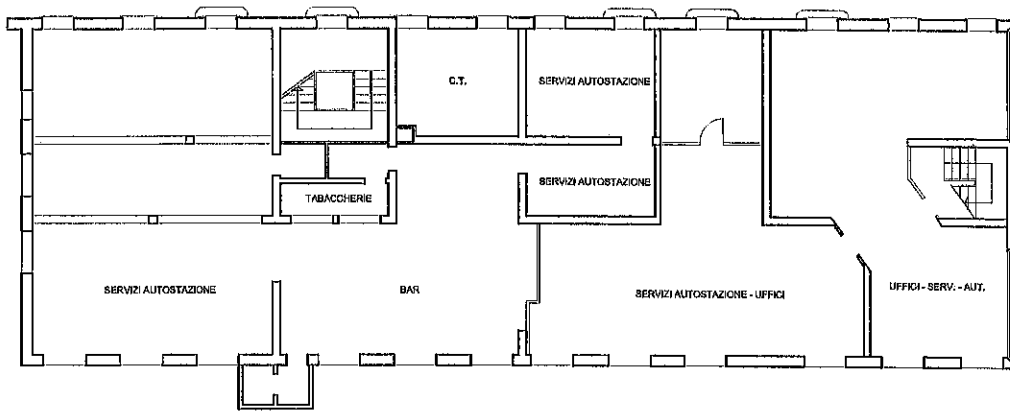 C.T.
SERVIZI AUTOSTAZIONE
SERVIZI AUTOSTAZIONE
TABACCHERIE
SERVIZI AUTOSTAZIONE
BAR
SERVIZI AUTOSTAZIONE - UFFICI
UFFICI - SERV. - AUT.